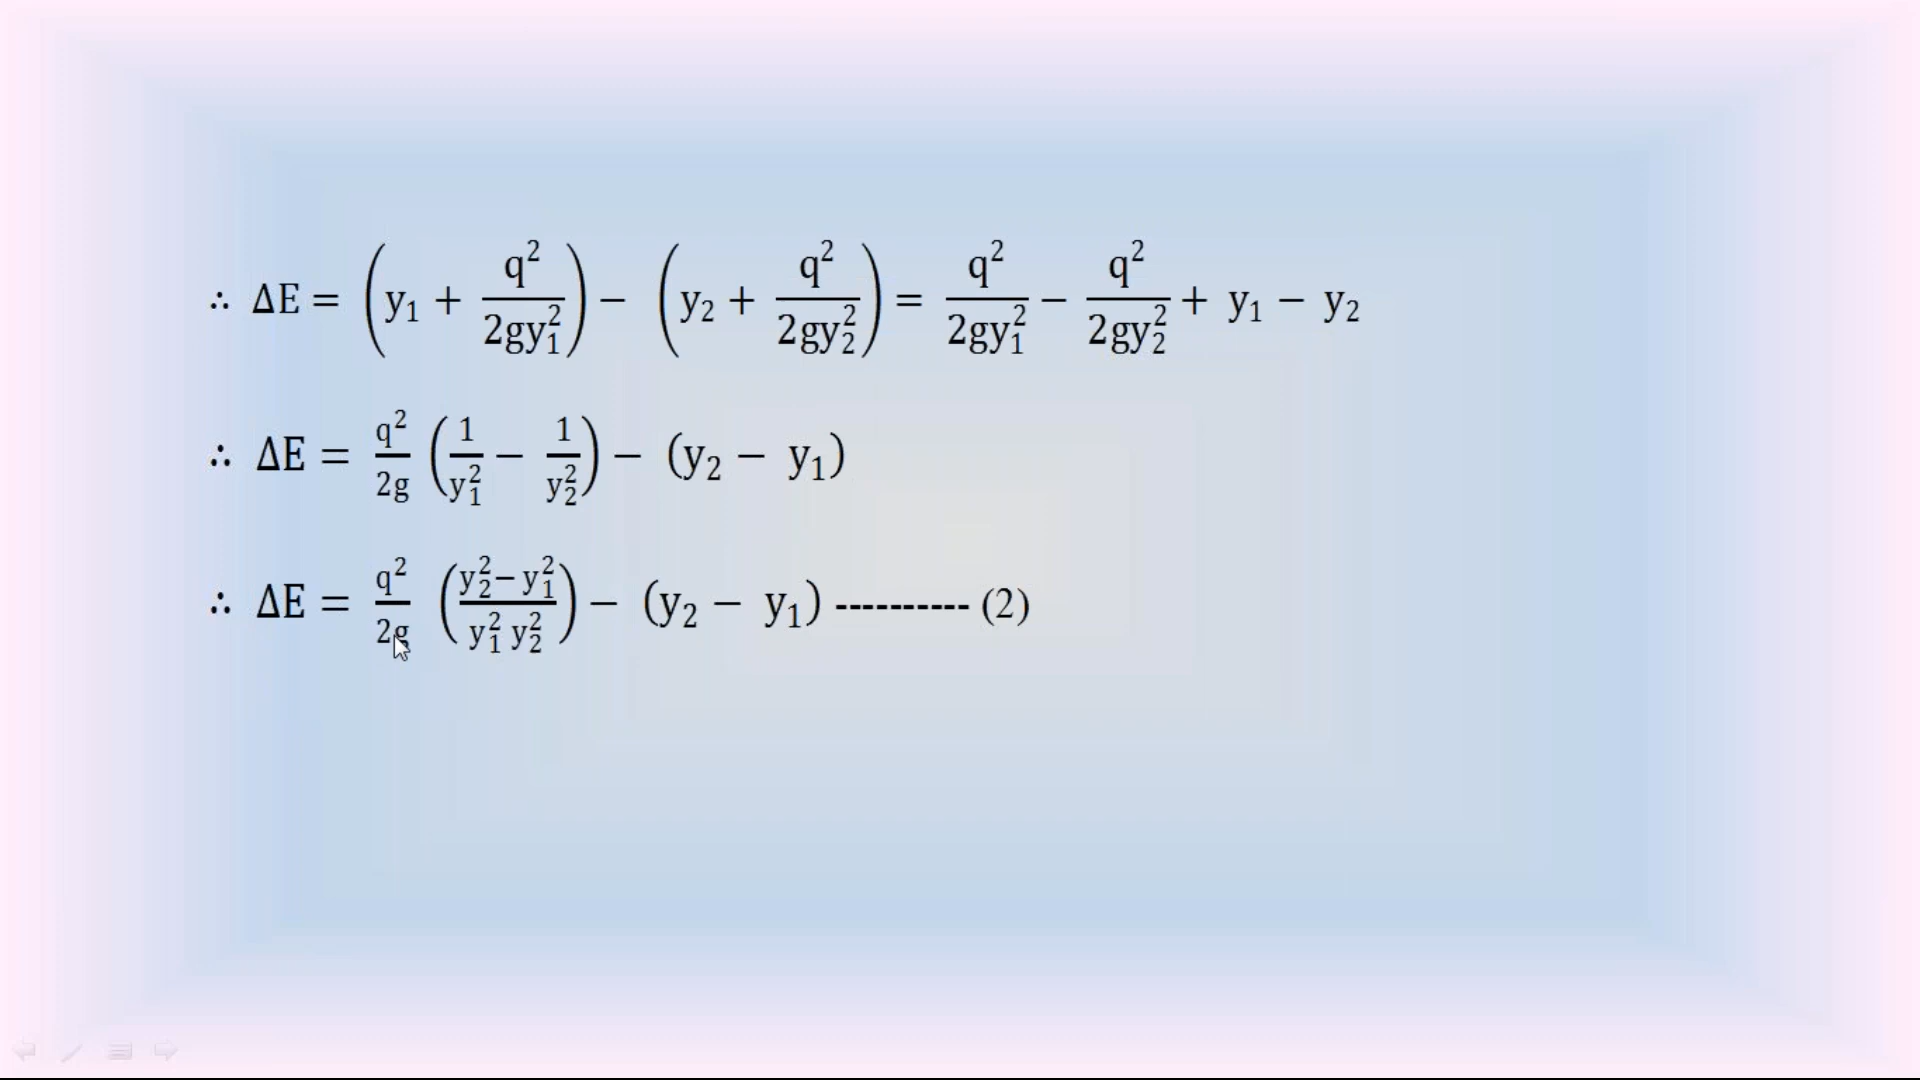 ∴ ΔE = (y₁ + q²/2gy₁²) − (y₂ + q²/2gy₂²) = q²/2gy₁² − q²/2gy₂² + y₁ − y₂
∴ ΔE = q²/2g (1/y₁² − 1/y₂²) − (y₂ − y₁)
∴ ΔE = q²/2g (y₂² − y₁²/y₁² y₂²) − (y₂ − y₁) ---------- (2)